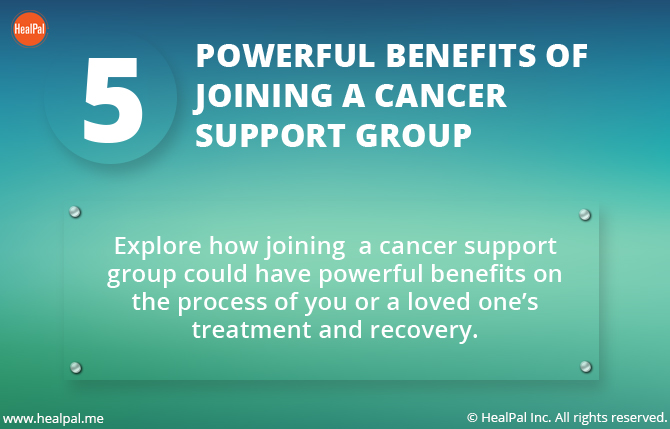 HealPal
5
POWERFUL BENEFITS OF
JOINING A CANCER
SUPPORT GROUP
Explore how joining  a cancer support
group could have powerful benefits on
the process of you or a loved one’s
treatment and recovery.
www.healpal.me
© HealPal Inc. All rights reserved.